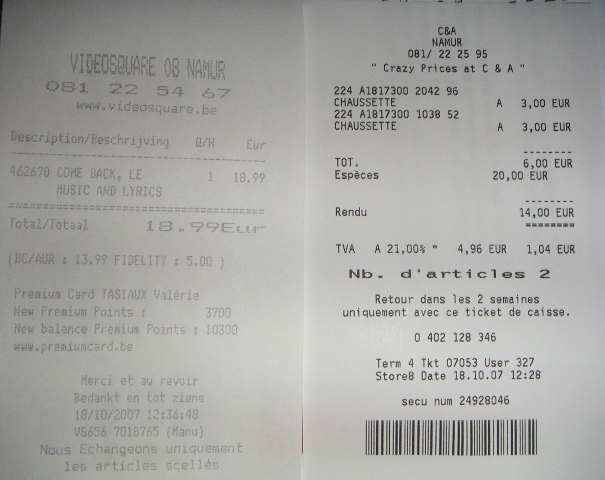 VIDEOSQUARE 08 NAMUR
081 22 54 67
www.videosquare.be
Description/Beschrijving Q/H Eur
462670 COME BACK, LE 1 18.99
MUSIC AND LYRICS
Total/Totaal 18.99Eur
(BC/AUR : 13.99 FIDELITY : 5.00 )
Premium Card TASIAUX Valérie
New Premium Points : 3700
New balance Premium Points : 10300
www.premiumcard.be
Merci et au revoir
Bedankt en tot ziens
18/10/2007 12:36:48
VS656 7018765 (Manu)
Nous Echangeons uniquement
les articles scellés
C&A
NAMUR
081/ 22 25 95
" Crazy Prices at C & A "
224 A1817300 2042 96
CHAUSSETTE A 3,00 EUR
224 A1817300 1038 52
CHAUSSETTE A 3,00 EUR
--------
TOT. 6,00 EUR
Espèces 20,00 EUR
--------
Rendu 14,00 EUR
========
TVA A 21,00% * 4,96 EUR 1,04 EUR
Nb. d'articles 2
Retour dans les 2 semaines
uniquement avec ce ticket de caisse.
0 402 128 346
Term 4 Tkt 07053 User 327
Store8 Date 18.10.07 12:28
secu num 24928046